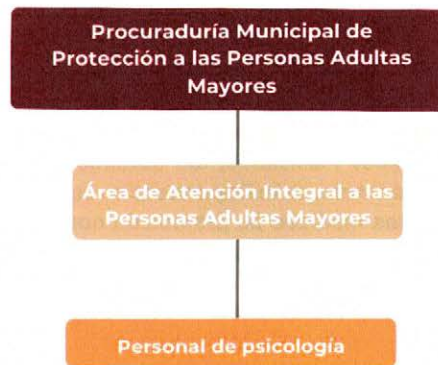 Procuraduría Municipal de
Protección a las Personas Adultas
Mayores
Área de Atención Integral a las
Personas Adultas Mayores
Personal de psicología